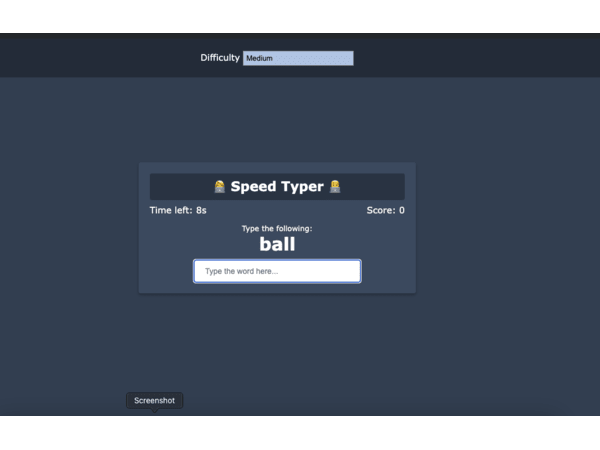 Difficulty Medium
Speed Typer
Time left: 8s Score: 0
Type the following:
ball
Type the word here...
Screenshot